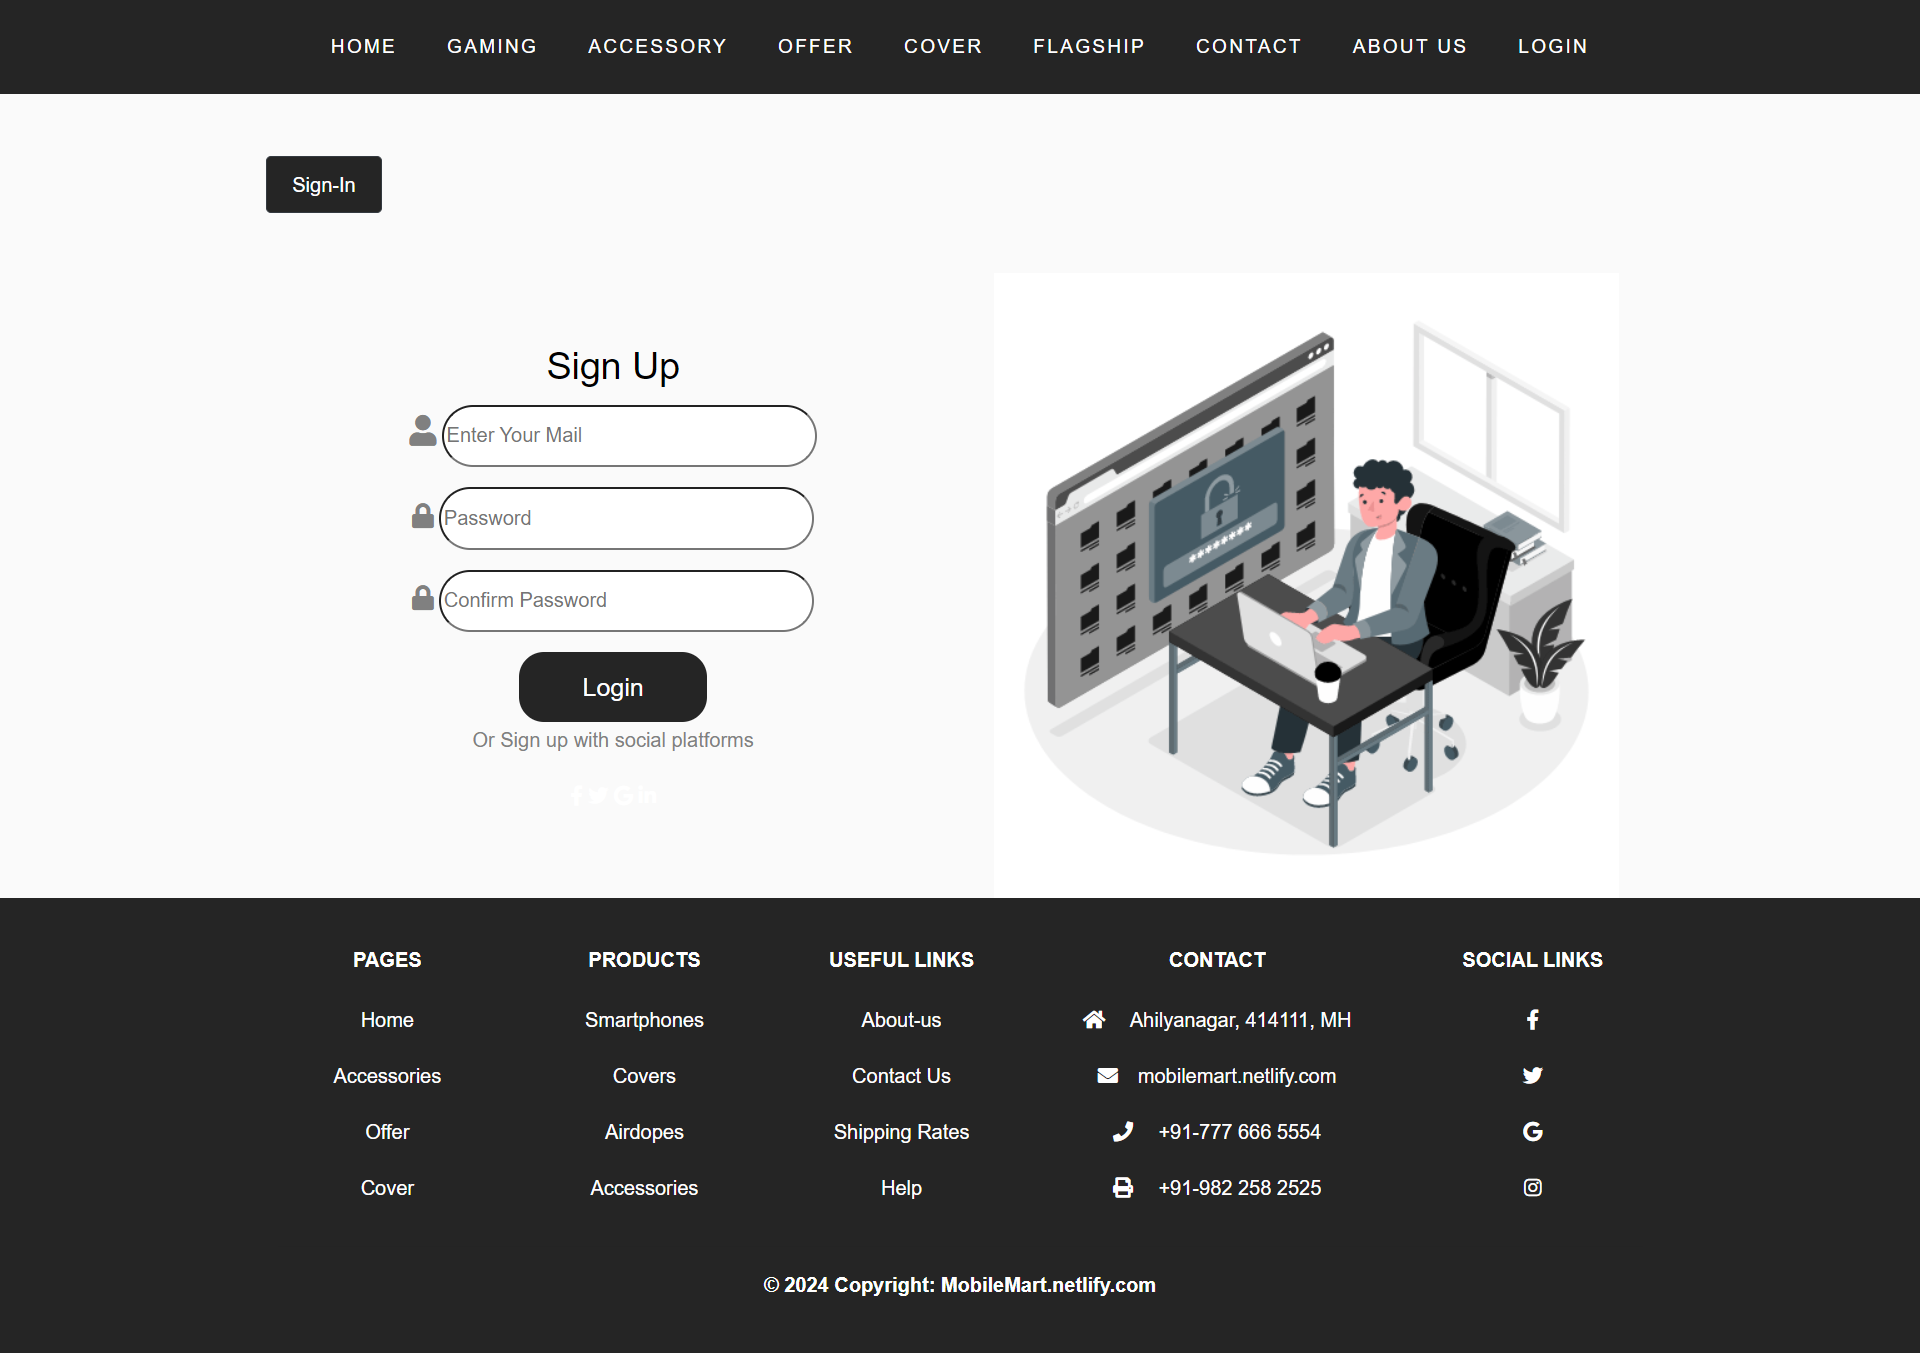 HOME GAMING ACCESSORY OFFER COVER FLAGSHIP CONTACT ABOUT US LOGIN
Sign-In
Sign Up
Enter Your Mail
Password
Confirm Password
Login
Or Sign up with social platforms
PAGES
Home
Accessories
Offer
Cover
PRODUCTS
Smartphones
Covers
Airdopes
Accessories
USEFUL LINKS
About-us
Contact Us
Shipping Rates
Help
CONTACT
Ahilyanagar, 414111, MH
mobilemart.netlify.com
+91-777 666 5554
+91-982 258 2525
SOCIAL LINKS
© 2024 Copyright: MobileMart.netlify.com